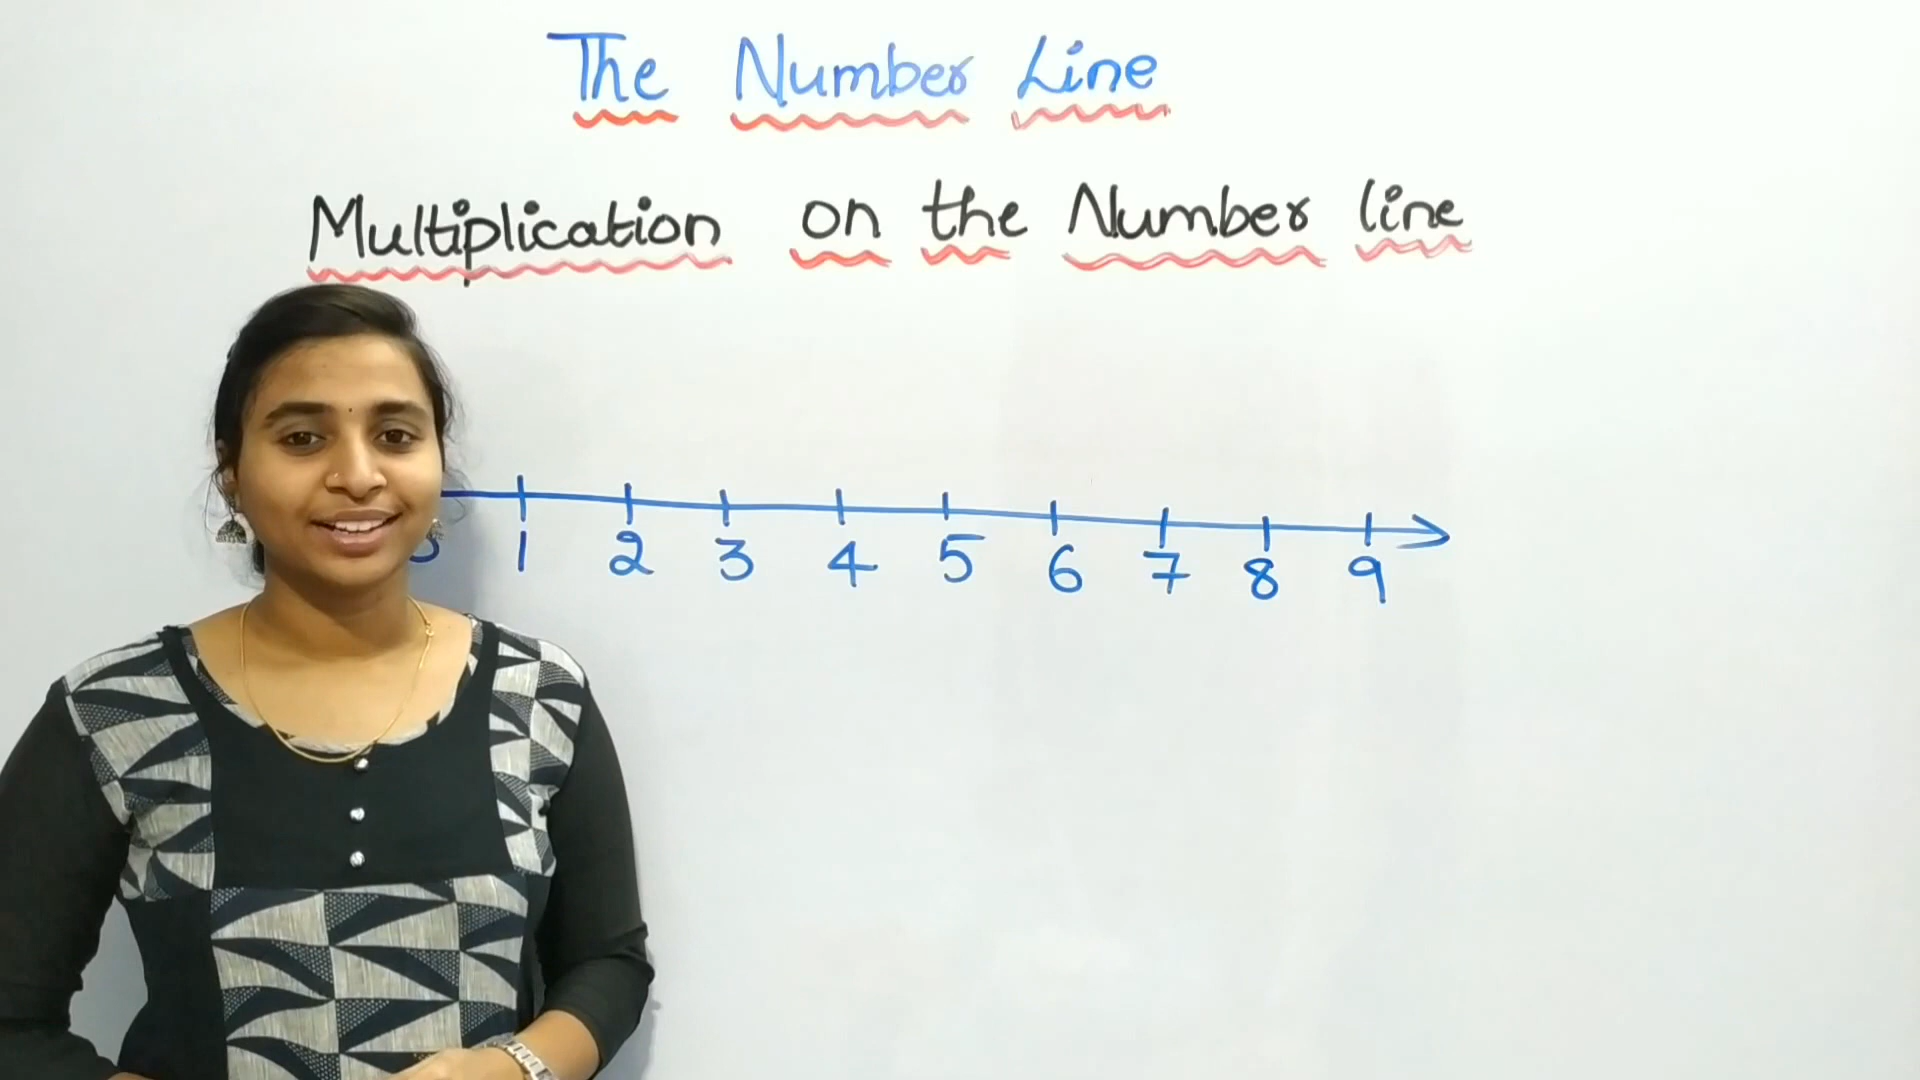 The Number Line
Multiplication on the Number line
1 2 3 4 5 6 7 8 9